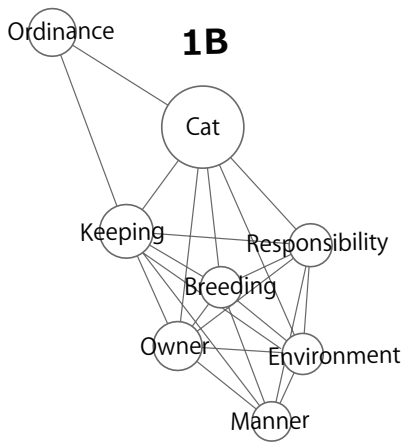 Ordinance
1B
Cat
Keeping
Responsibility
Breeding
Owner
Environment
Manner